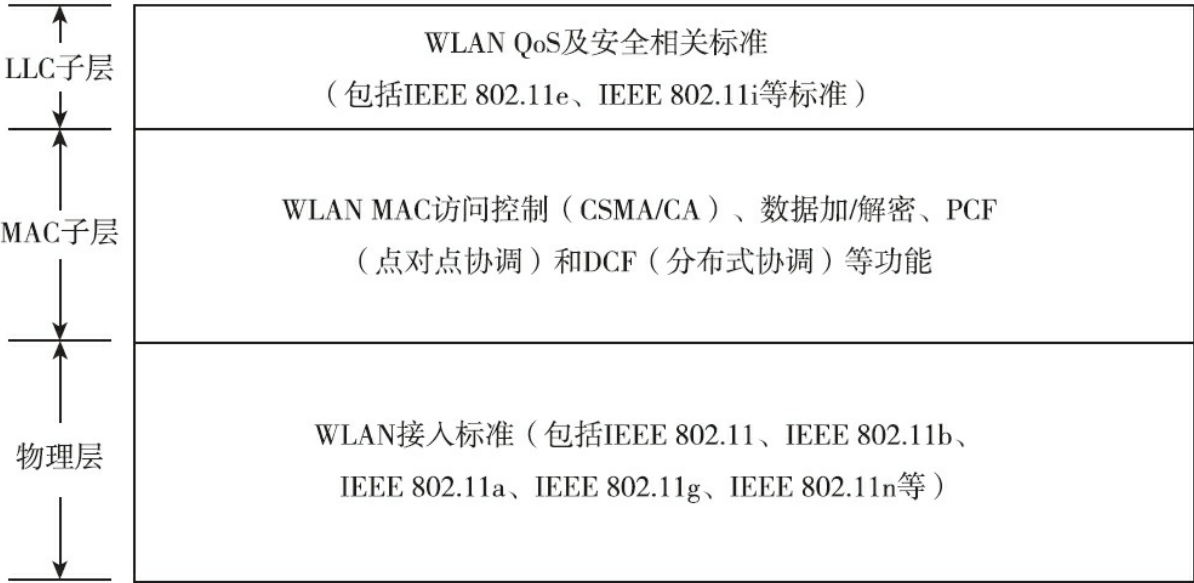 LLC子层
WLAN QoS及安全相关标准
（包括IEEE 802.11e、IEEE 802.11i等标准）
MAC子层
WLAN MAC访问控制（CSMA/CA）、数据加/解密、PCF
（点对点协调）和DCF（分布式协调）等功能
物理层
WLAN接入标准（包括IEEE 802.11、IEEE 802.11b、
IEEE 802.11a、IEEE 802.11g、IEEE 802.11n等）